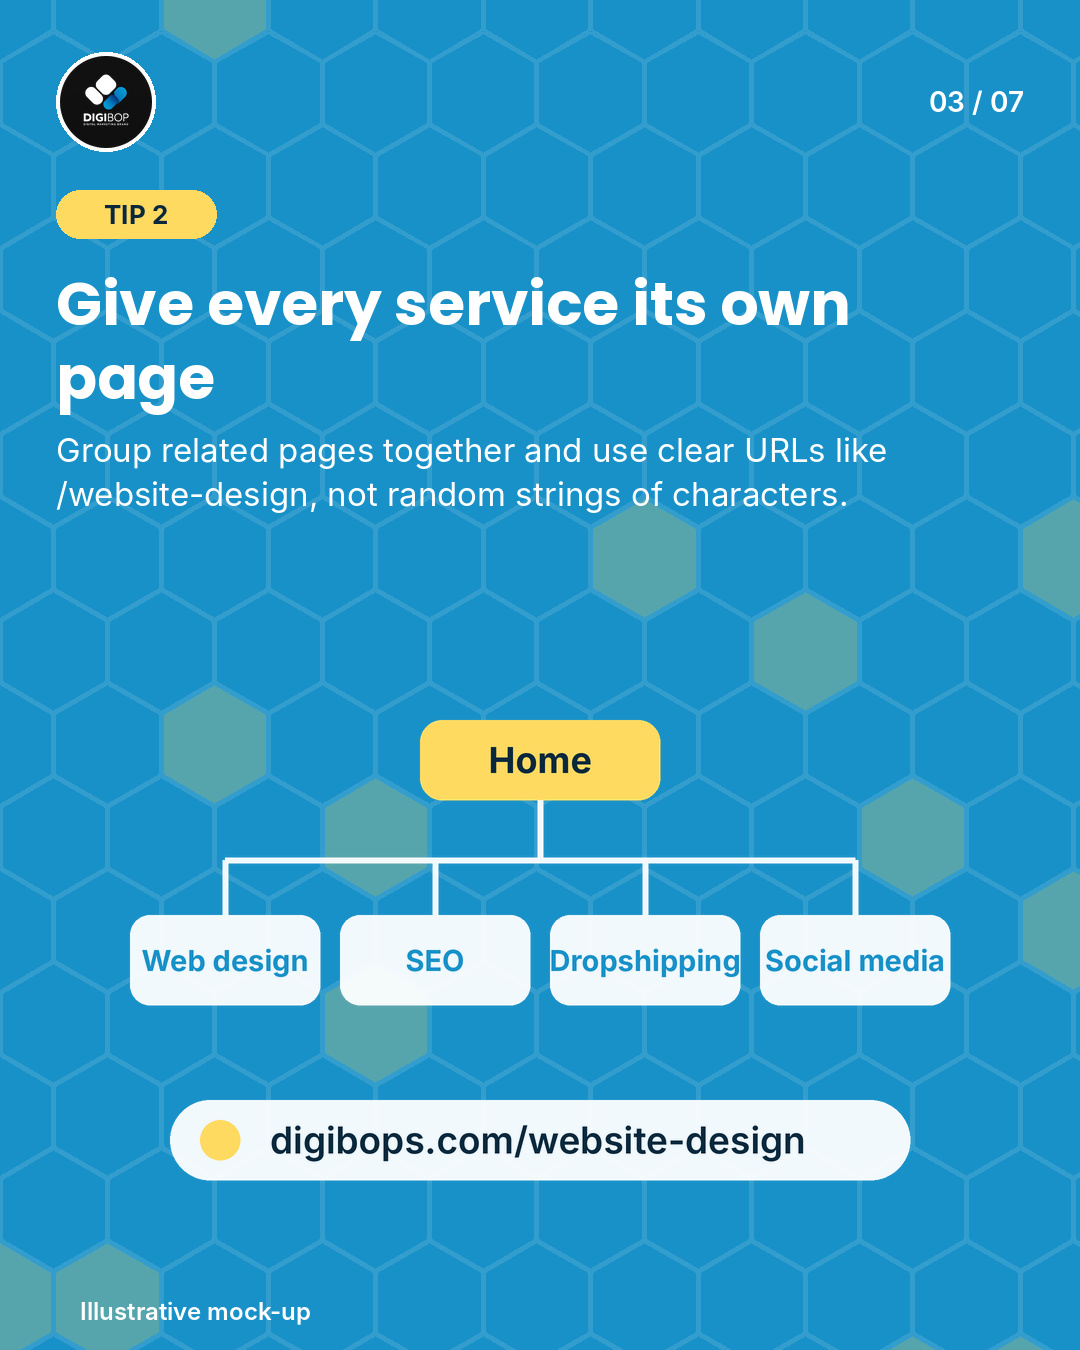 DIGIBOP
03 / 07
TIP 2
Give every service its own
page
Group related pages together and use clear URLs like
/website-design, not random strings of characters.
Home
Web design
SEO
Dropshipping
Social media
digibops.com/website-design
Illustrative mock-up